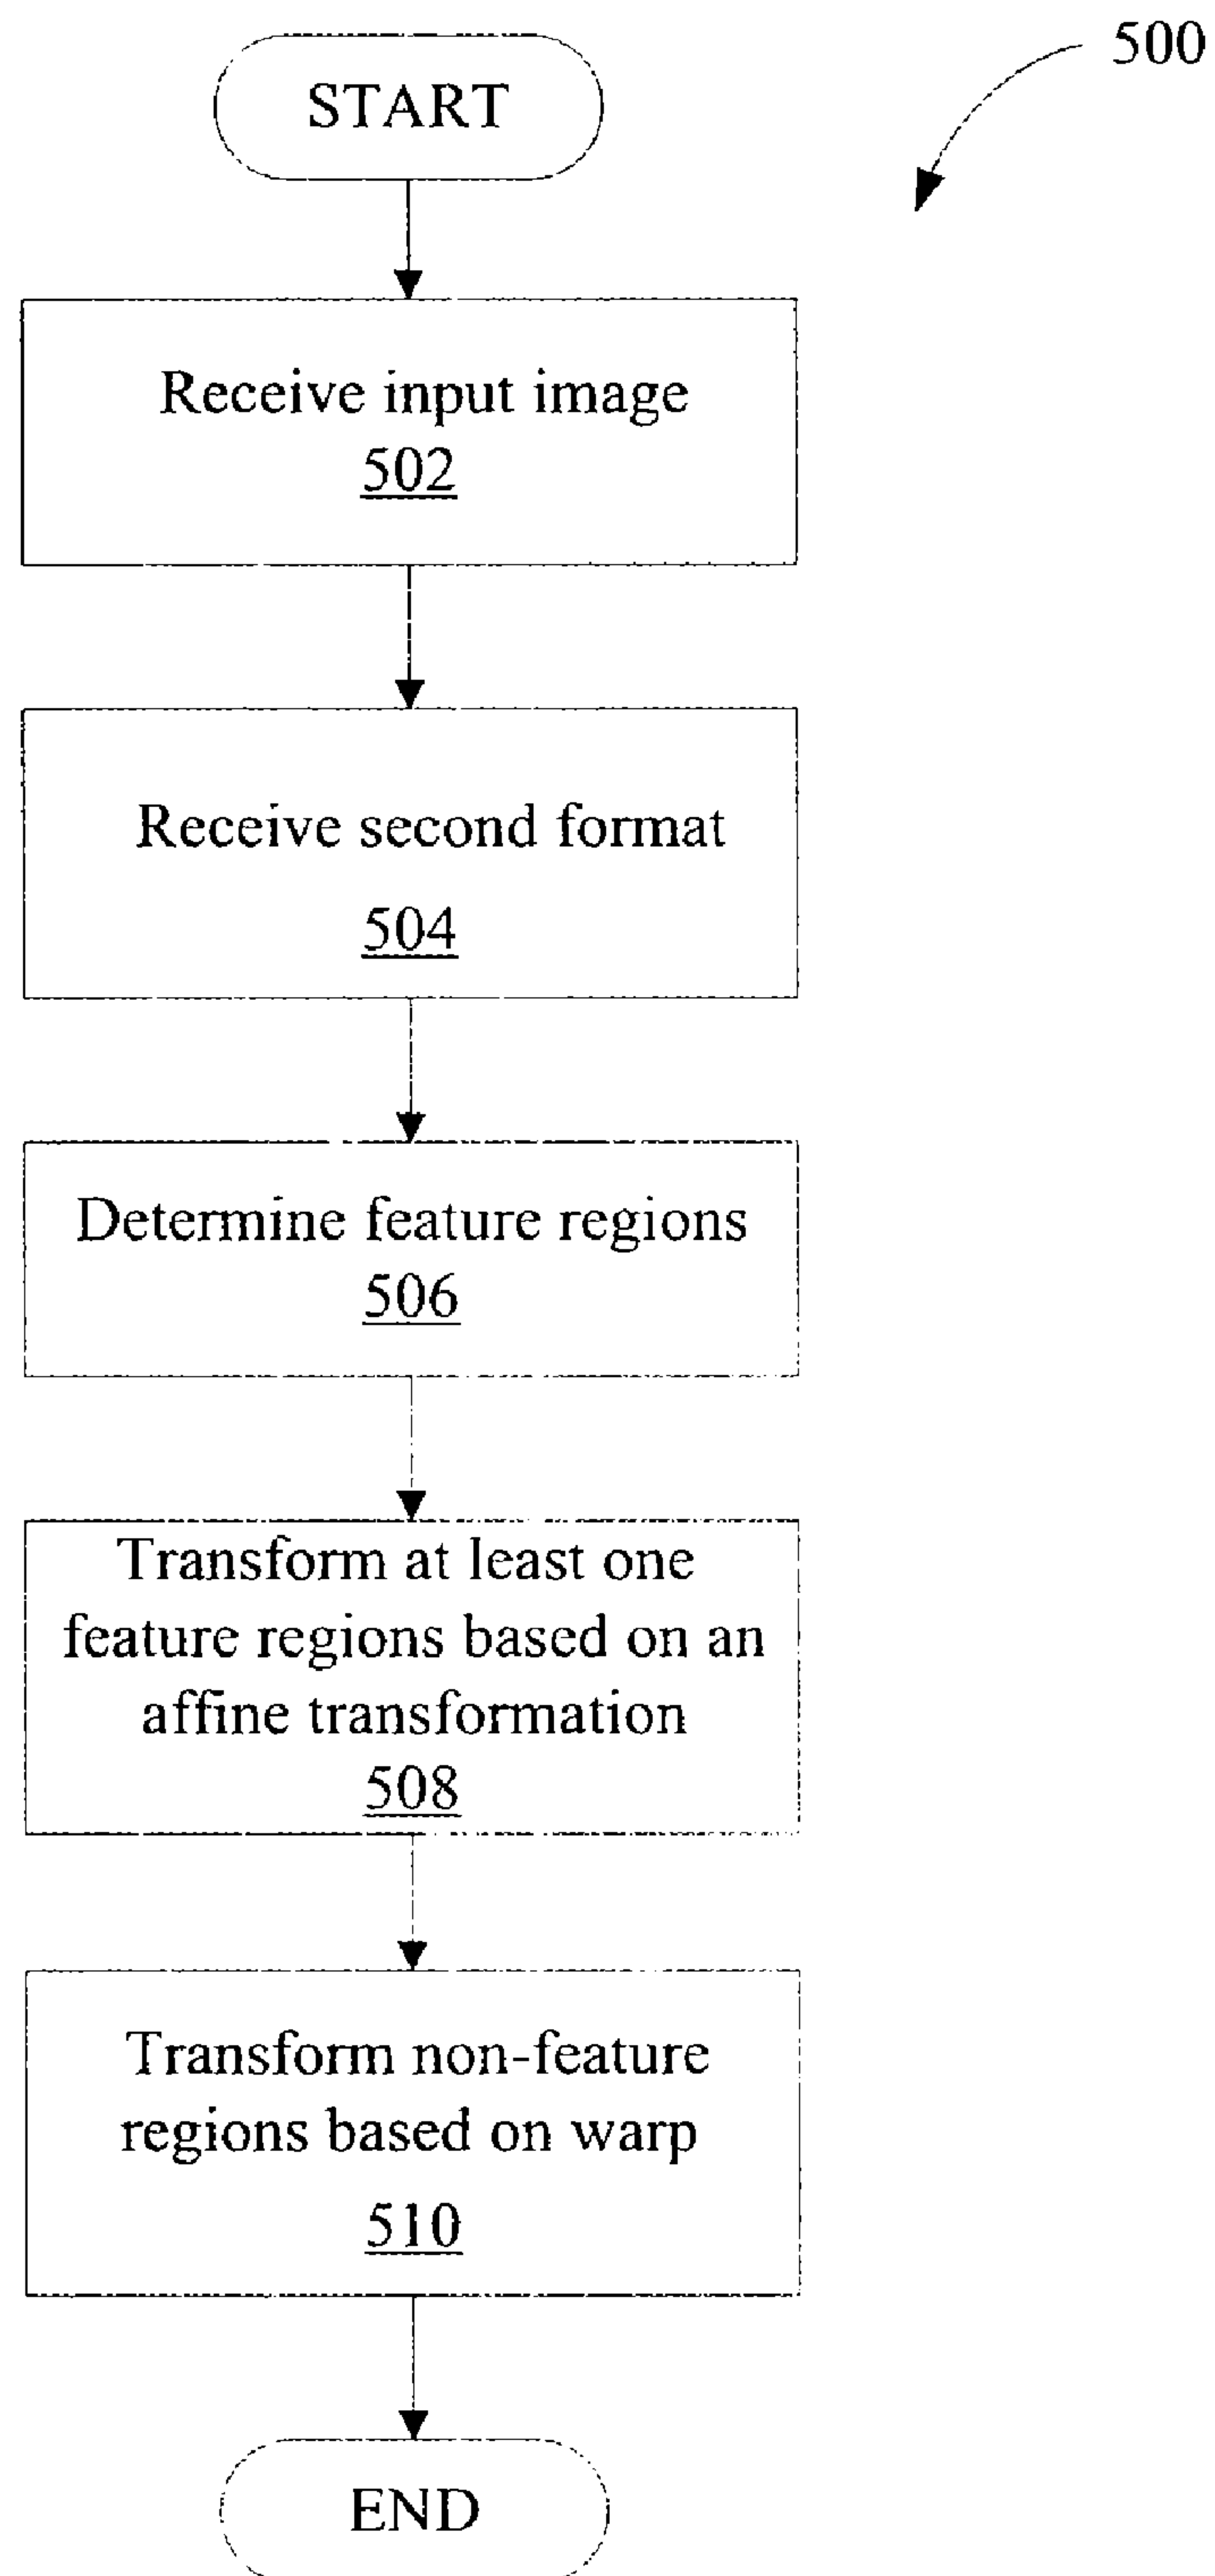 500
START
Receive input image
502
Receive second format
504
Determine feature regions
506
Transform at least one
feature regions based on an
affine transformation
508
Transform non-feature
regions based on warp
510
END